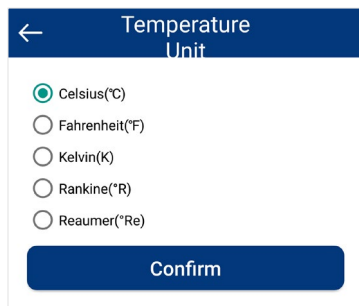 Temperature
Unit
Celsius(℃)
Fahrenheit(℉)
Kelvin(K)
Rankine(°R)
Reaumer(°Re)
Confirm